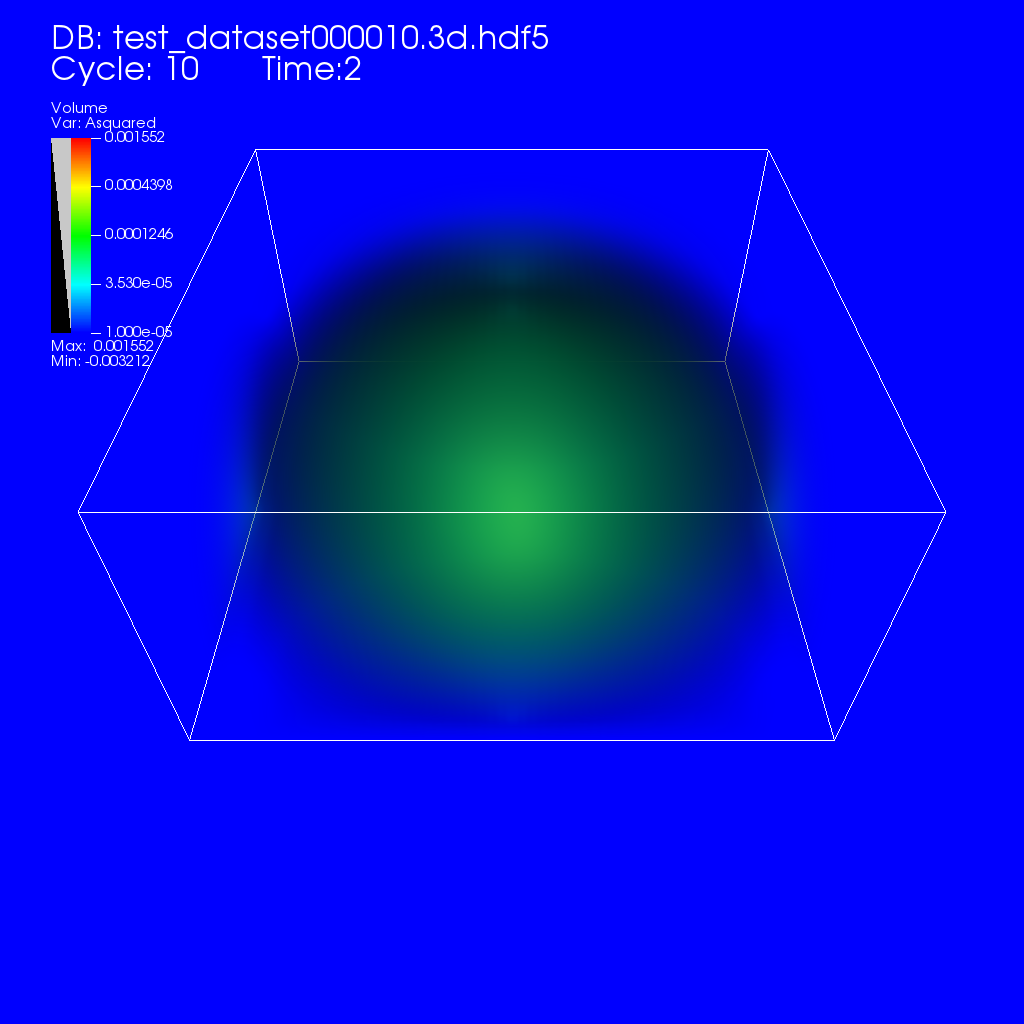 DB: test_dataset000010.3d.hdf5
Cycle: 10 Time:2
Volume
Var: Asquared
0.001552
0.0004398
0.0001246
3.530e-05
1.000e-05
Max: 0.001552
Min: -0.003212